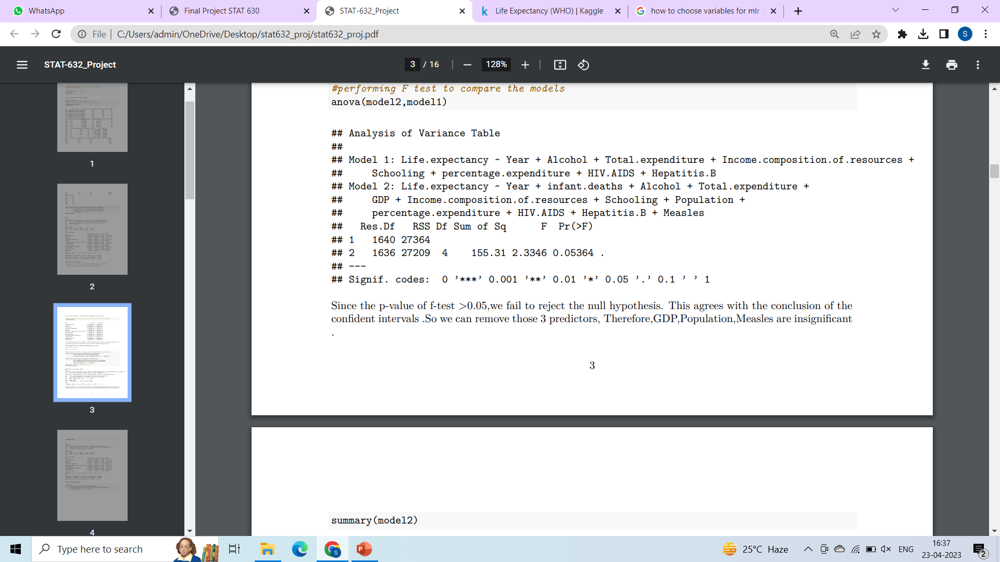 WhatsApp
Final Project STAT 630
STAT-632_Project
Life Expectancy (WHO) | Kaggle
how to choose variables for mlr -
File
C:/Users/admin/OneDrive/Desktop/stat632_proj/stat632_proj.pdf
S
STAT-632_Project
3 / 16
128%
1
2
3
4
#performing F test to compare the models
anova(model2,model1)
## Analysis of Variance Table
##
## Model 1: Life.expectancy ~ Year + Alcohol + Total.expenditure + Income.composition.of.resources +
##     Schooling + percentage.expenditure + HIV.AIDS + Hepatitis.B
## Model 2: Life.expectancy ~ Year + infant.deaths + Alcohol + Total.expenditure +
##     GDP + Income.composition.of.resources + Schooling + Population +
##     percentage.expenditure + HIV.AIDS + Hepatitis.B + Measles
##   Res.Df   RSS Df Sum of Sq      F  Pr(>F)
## 1   1640 27364
## 2   1636 27209  4    155.31 2.3346 0.05364 .
## ---
## Signif. codes:  0 ’***’ 0.001 ’**’ 0.01 ’*’ 0.05 ’.’ 0.1 ’ ’ 1
Since the p-value of f-test >0.05,we fail to reject the null hypothesis. This agrees with the conclusion of the
confident intervals .So we can remove those 3 predictors, Therefore,GDP,Population,Measles are insignificant
.
3
summary(model2)
Type here to search
S
P
25°C Haze
ENG
16:37
23-04-2023
2